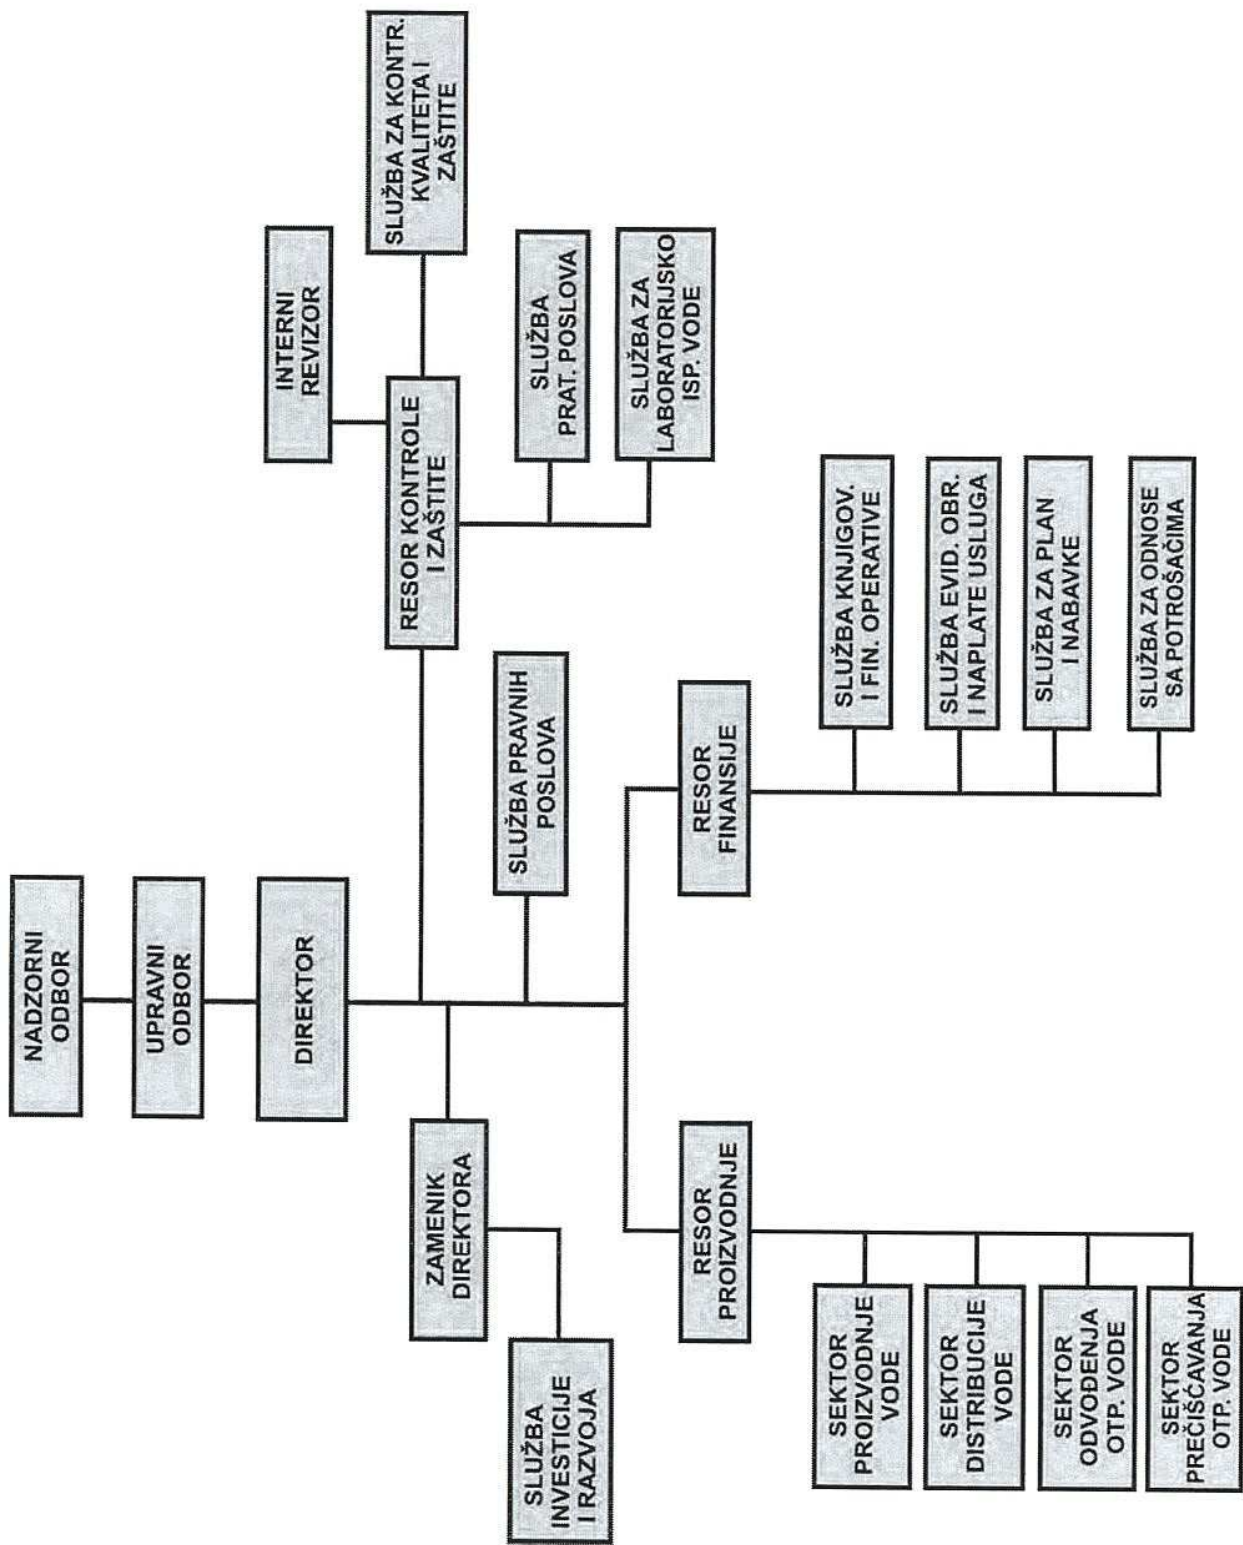 NADZORNI
ODBOR
UPRAVNI
ODBOR
DIREKTOR
INTERNI
REVIZOR
SLUŽBA ZA KONTR.
KVALITETA I
ZAŠTITE
RESOR KONTROLE
I ZAŠTITE
SLUŽBA
PRAT. POSLOVA
SLUŽBA ZA
LABORATORIJSKO
ISP. VODE
ZAMENIK
DIREKTORA
SLUŽBA
INVESTICIJE
I RAZVOJA
SLUŽBA PRAVNIH
POSLOVA
RESOR
PROIZVODNJE
SEKTOR
PROIZVODNJE
VODE
SEKTOR
DISTRIBUCIJE
VODE
SEKTOR
ODVOĐENJA
OTP. VODE
SEKTOR
PREČIŠĆAVANJA
OTP. VODE
RESOR
FINANSIJE
SLUŽBA KNJIGOV.
I FIN. OPERATIVE
SLUŽBA EVID. OBR.
I NAPLATE USLUGA
SLUŽBA ZA PLAN
I NABAVKE
SLUŽBA ZA ODNOSE
SA POTROŠAČIMA